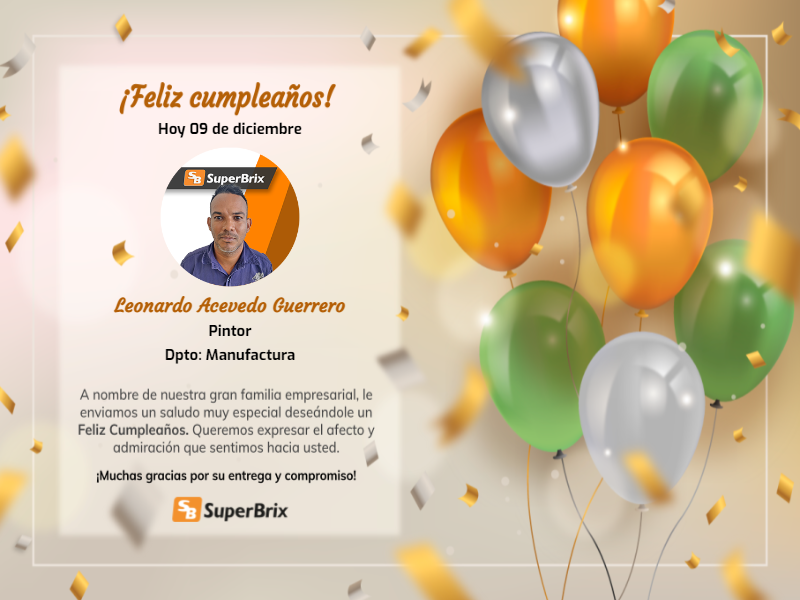 ¡Feliz cumpleaños!
Hoy 09 de diciembre
SB SuperBrix
Leonardo Acevedo Guerrero
Pintor
Dpto: Manufactura
A nombre de nuestra gran familia empresarial, le
enviamos un saludo muy especial deseándole un
Feliz Cumpleaños. Queremos expresar el afecto y
admiración que sentimos hacia usted.
¡Muchas gracias por su entrega y compromiso!
SB SuperBrix